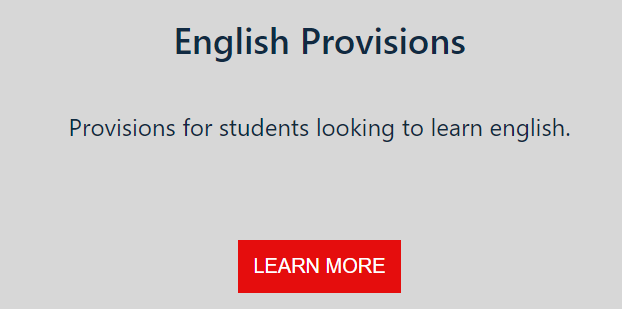 English Provisions
Provisions for students looking to learn english.
LEARN MORE